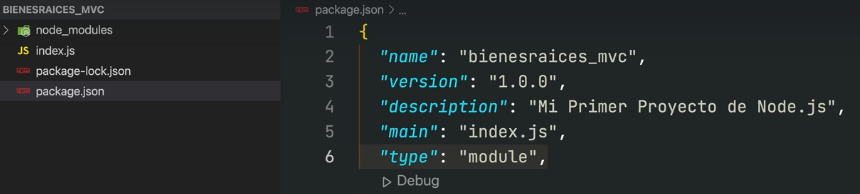 BIENESRAICES_MVC
node_modules
JS index.js
package-lock.json
package.json
package.json > ...
1 {
2 "name": "bienesraices_mvc",
3 "version": "1.0.0",
4 "description": "Mi Primer Proyecto de Node.js",
5 "main": "index.js",
6 "type": "module",
Debug